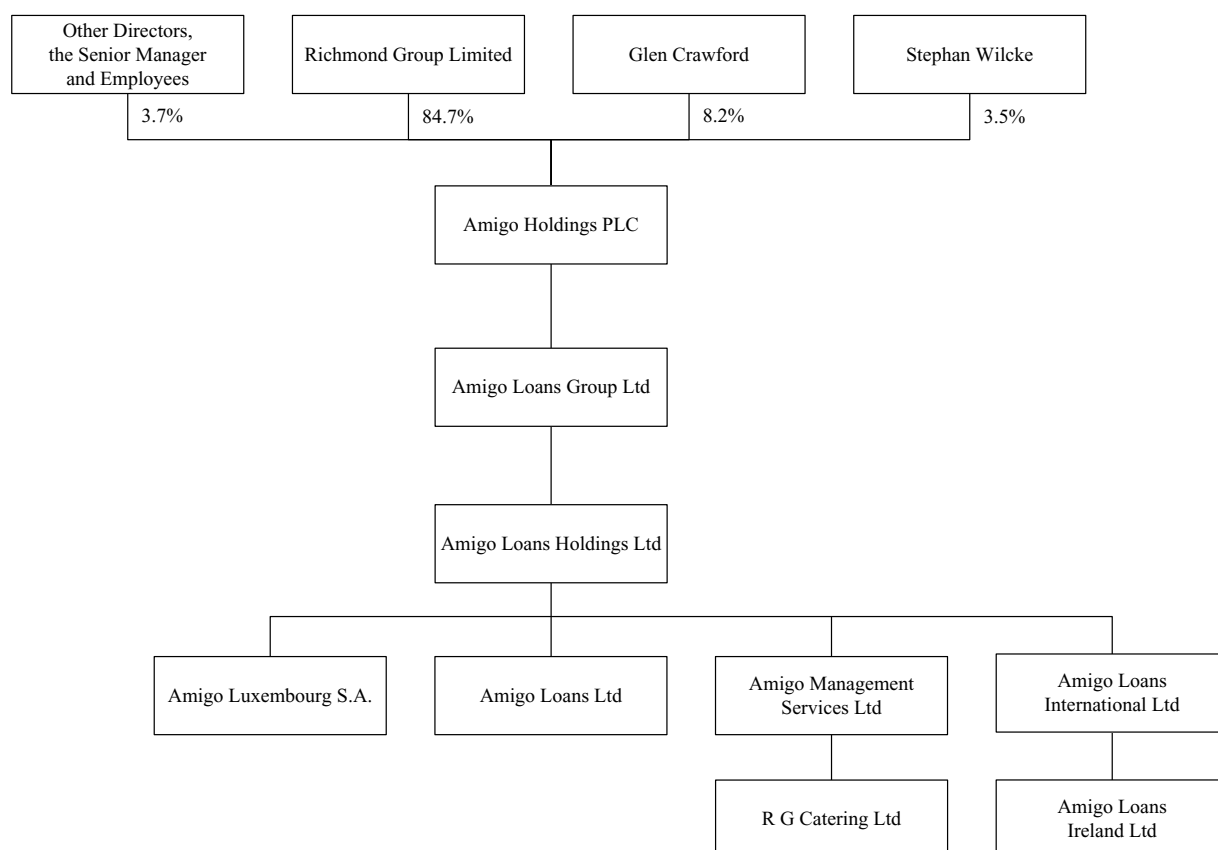 Other Directors,
the Senior Manager
and Employees
Richmond Group Limited
Glen Crawford
Stephan Wilcke
3.7%
84.7%
8.2%
3.5%
Amigo Holdings PLC
Amigo Loans Group Ltd
Amigo Loans Holdings Ltd
Amigo Luxembourg S.A.
Amigo Loans Ltd
Amigo Management
Services Ltd
Amigo Loans
International Ltd
R G Catering Ltd
Amigo Loans
Ireland Ltd